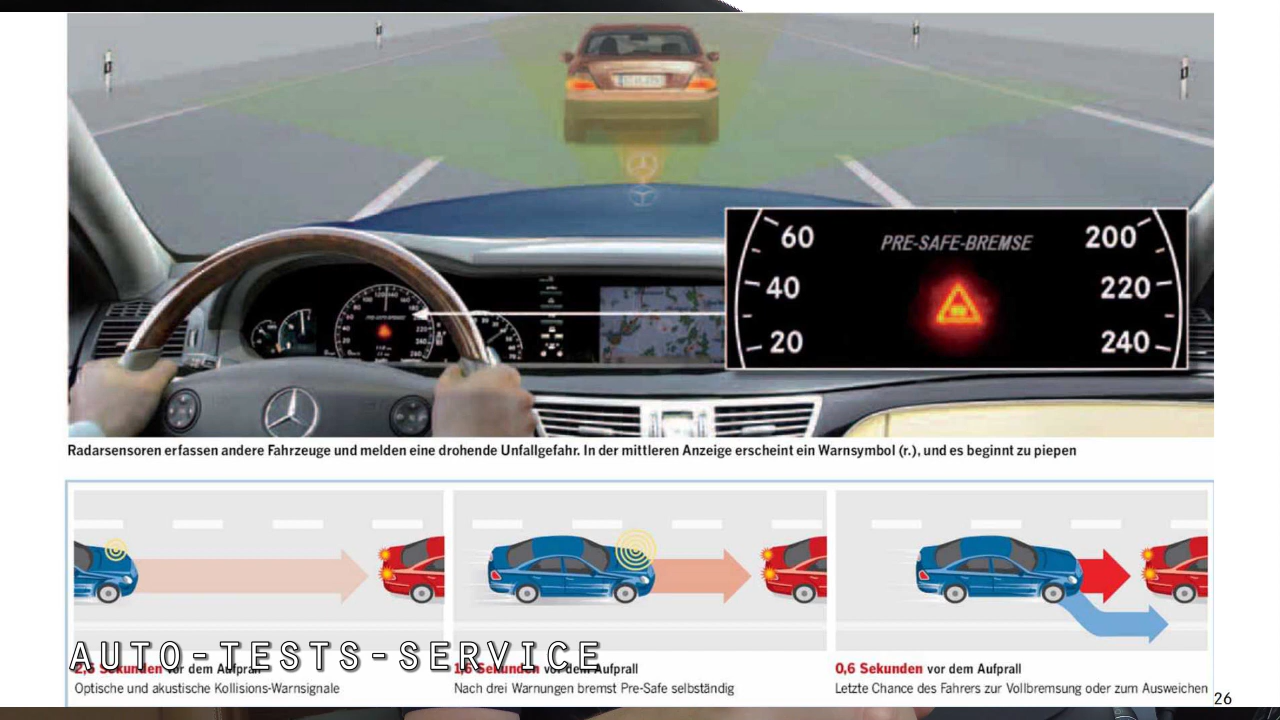 60
PRE-SAFE-BREMSE
200
40
220
20
240
Radarsensoren erfassen andere Fahrzeuge und melden eine drohende Unfallgefahr. In der mittleren Anzeige erscheint ein Warnsymbol (r.), und es beginnt zu piepen
AUTO-TESTS-SERVICE
Sekunden vor dem Aufprall
Optische und akustische Kollisions-Warnsignale
1,6 Sekunden vor dem Aufprall
Nach drei Warnungen bremst Pre-Safe selbständig
0,6 Sekunden vor dem Aufprall
Letzte Chance des Fahrers zur Vollbremsung oder zum Ausweichen
26